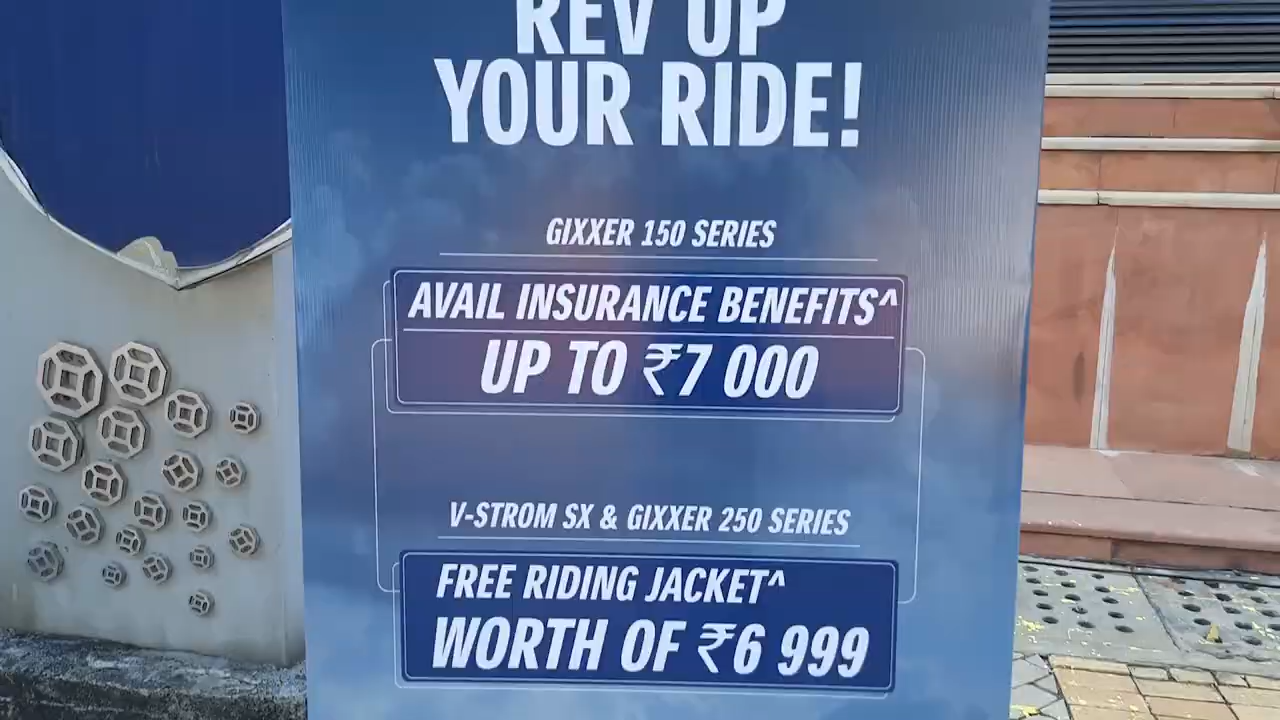 REV UP
YOUR RIDE!
GIXXER 150 SERIES
AVAIL INSURANCE BENEFITS^
UP TO ₹7 000
V-STROM SX & GIXXER 250 SERIES
FREE RIDING JACKET^
WORTH OF ₹6 999